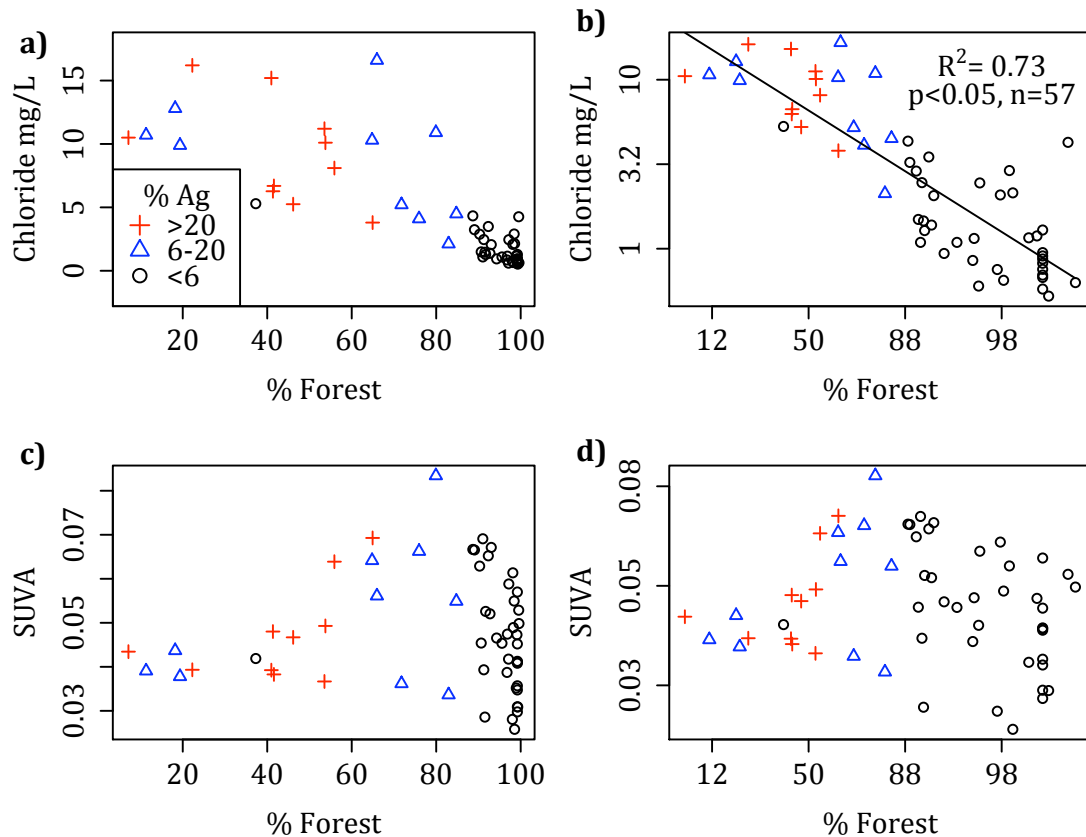 a)
Chloride mg/L
15
10
5
0
% Ag
>20
6-20
<6
20 40 60 80 100
% Forest
b)
Chloride mg/L
10
3.2
1
R²= 0.73
p<0.05, n=57
12 50 88 98
% Forest
c)
SUVA
0.07
0.05
0.03
20 40 60 80 100
% Forest
d)
SUVA
0.08
0.05
0.03
12 50 88 98
% Forest